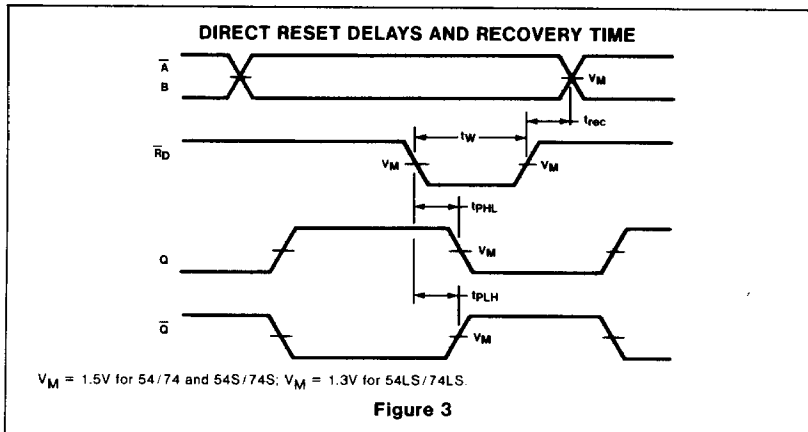 DIRECT RESET DELAYS AND RECOVERY TIME
A̅
B
VM
trec
tW
R̅D
VM
VM
tPHL
Q
VM
tPLH
Q̅
VM
VM = 1.5V for 54/74 and 54S/74S; VM = 1.3V for 54LS/74LS.
Figure 3